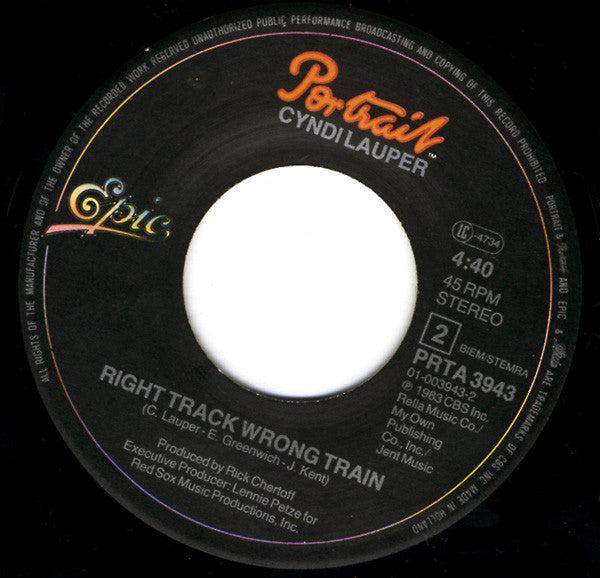 ALL RIGHTS OF THE MANUFACTURER AND OF THE OWNER OF THE RECORDED WORK RESERVED UNAUTHORIZED PUBLIC PERFORMANCE BROADCASTING AND COPYING OF THIS RECORD PROHIBITED. PORTRAIT & Portrait AND EPIC & Epic ARE TRADEMARKS OF CBS INC. MADE IN HOLLAND
Portrait™
CYNDI LAUPER
Epic
LC-4734
4:40
45 RPM
STEREO
2 BIEM/STEMRA
PRTA 3943
01-003943-2
℗ 1983 CBS Inc.
Rella Music Co./
My Own
Publishing
Co., Inc./
Jent Music
RIGHT TRACK WRONG TRAIN
(C. Lauper - E. Greenwich - J. Kent)
Produced by Rick Chertoff
Executive Producer: Lennie Petze for
Red Sox Music Productions, Inc.